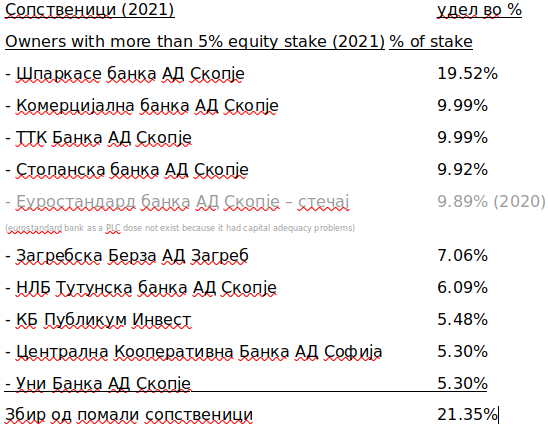 Сопственици (2021) удел во %
Owners with more than 5% equity stake (2021) % of stake
- Шпаркасе банка АД Скопје 19.52%
- Комерцијална банка АД Скопје 9.99%
- ТТК Банка АД Скопје 9.99%
- Стопанска банка АД Скопје 9.92%
- Еуростандард банка АД Скопје – стечај 9.89% (2020)
(eurostandard bank as a PLC dose not exist because it had capital adequacy problems)
- Загребска Берза АД Загреб 7.06%
- НЛБ Тутунска банка АД Скопје 6.09%
- КБ Публикум Инвест 5.48%
- Централна Кооперативна Банка АД Софија 5.30%
- Уни Банка АД Скопје 5.30%
Збир од помали сопственици 21.35%